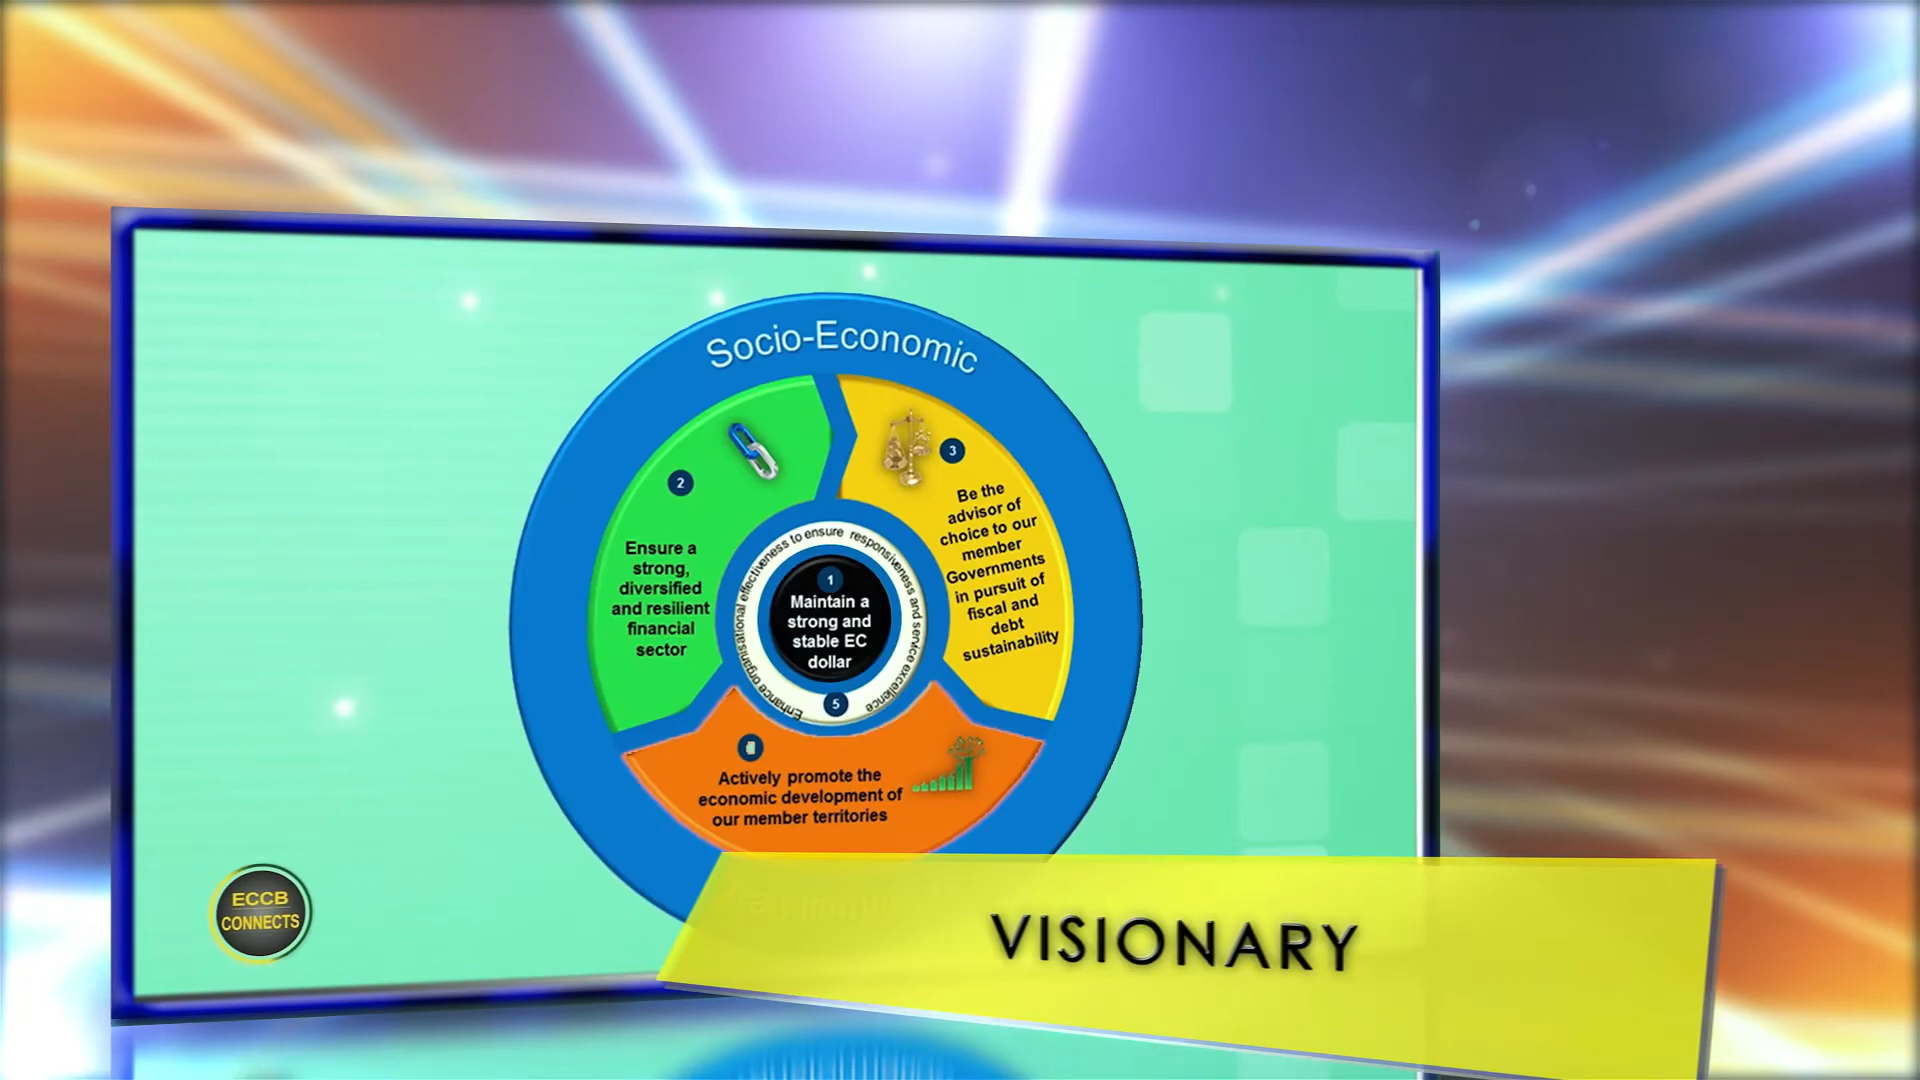 Socio-Economic
2
Ensure a
strong,
diversified
and resilient
financial
sector
3
Be the
advisor of
choice to our
member
Governments
in pursuit of
fiscal and
debt
sustainability
Enhance organisational effectiveness to ensure responsiveness and service excellence
1
Maintain a
strong and
stable EC
dollar
5
Actively promote the
economic development of
our member territories
ECCB
CONNECTS
VISIONARY